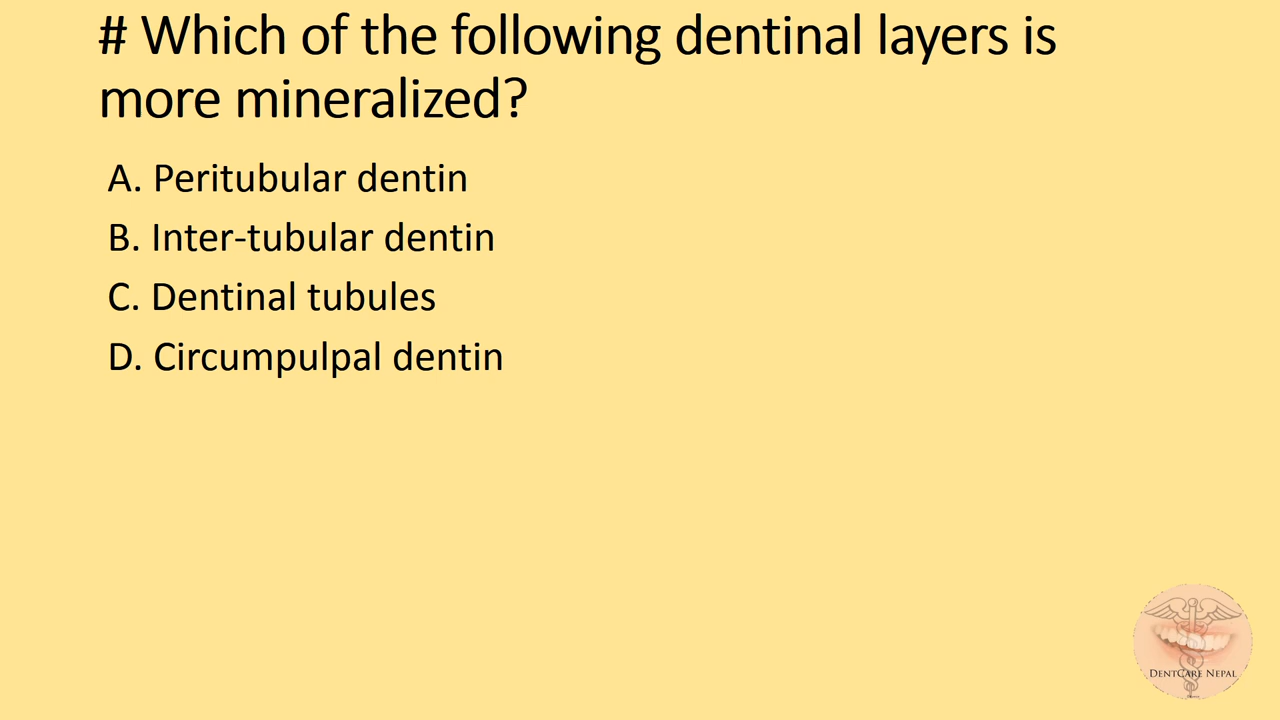 # Which of the following dentinal layers is
more mineralized?
A. Peritubular dentin
B. Inter-tubular dentin
C. Dentinal tubules
D. Circumpulpal dentin
DENTCARE NEPAL